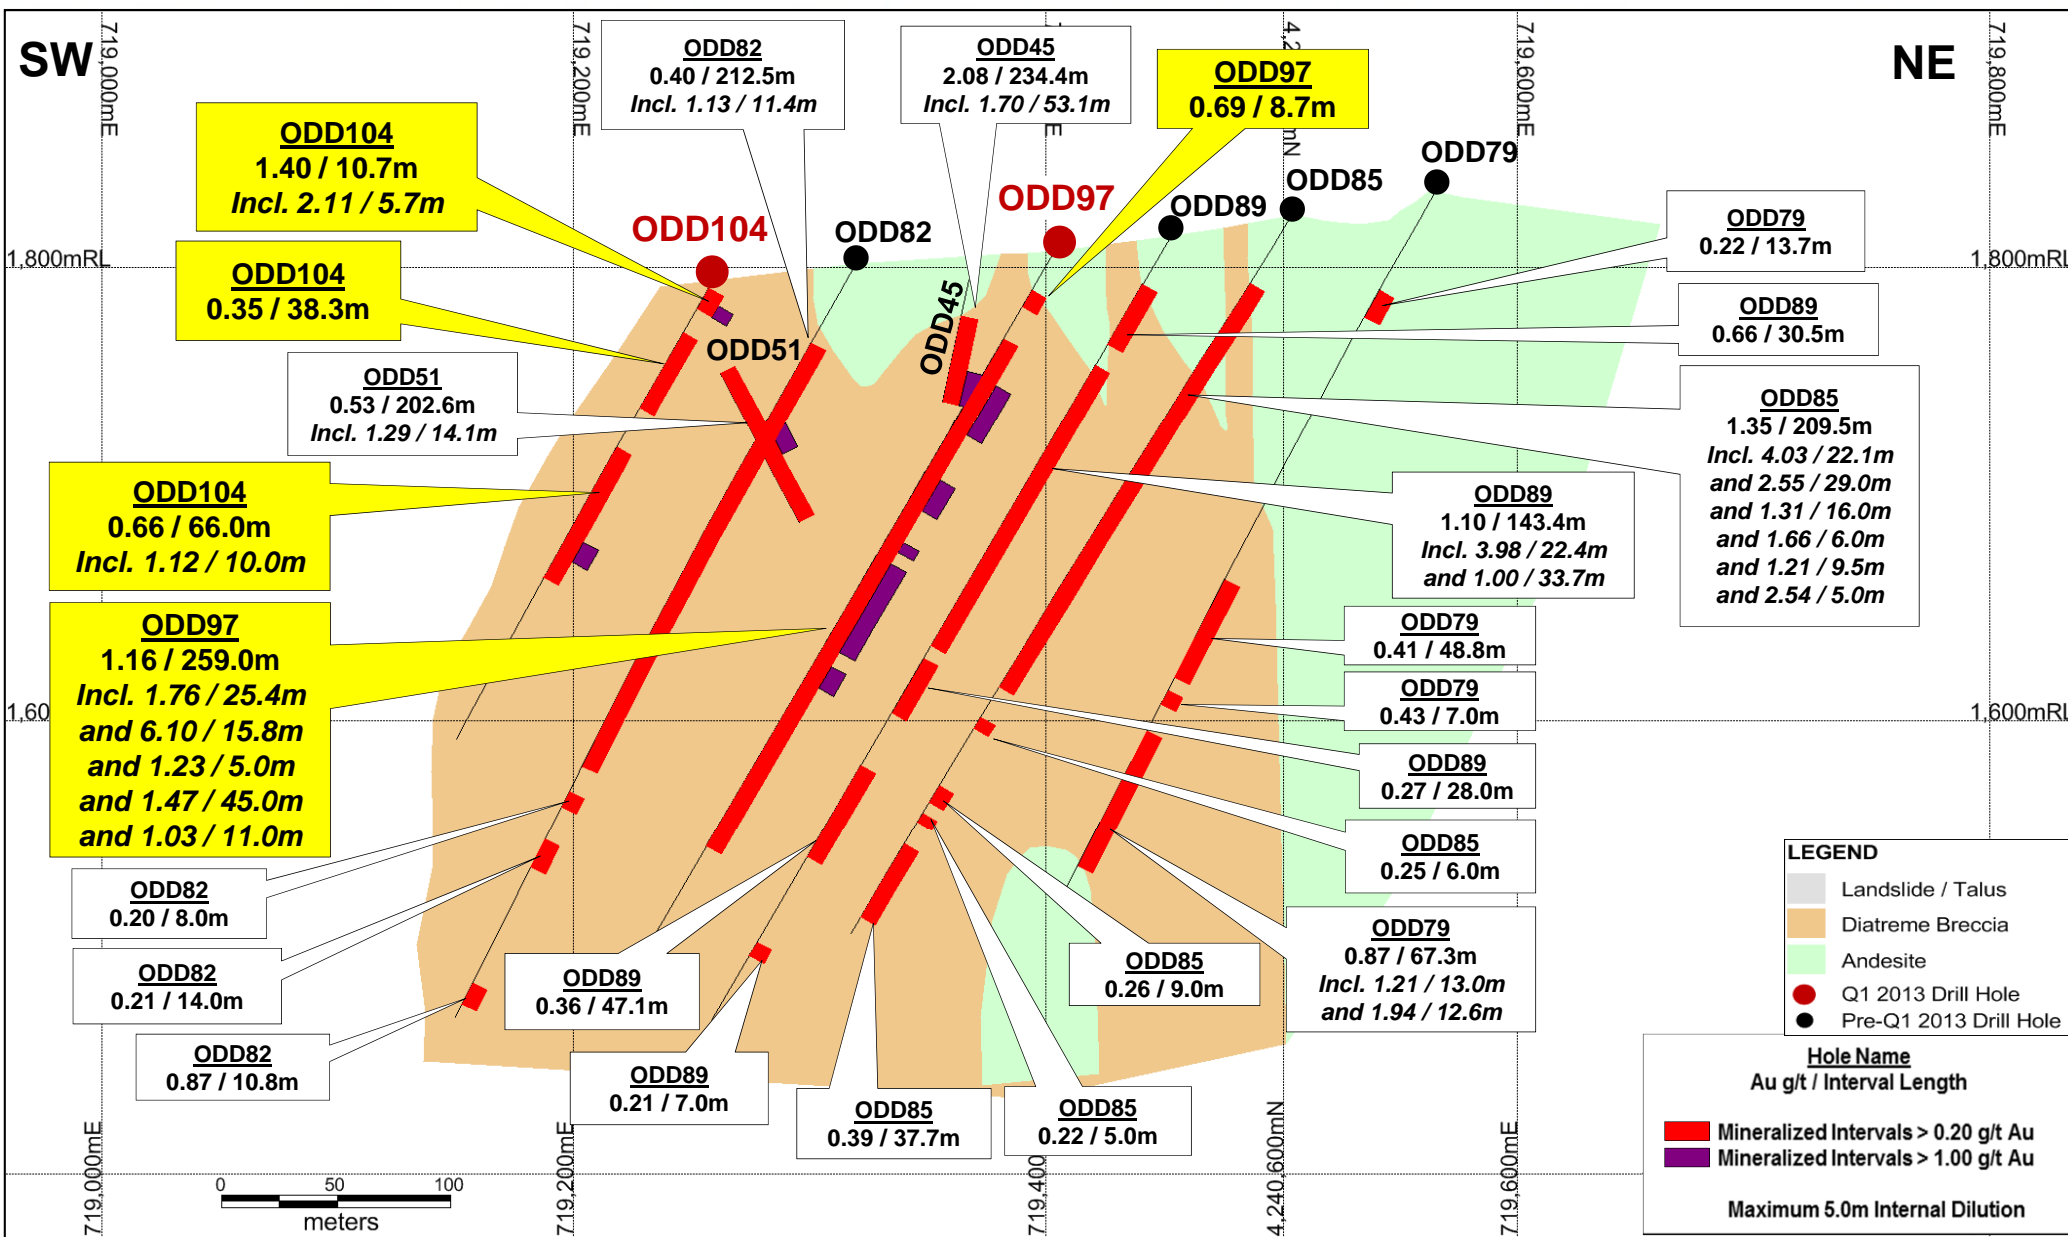 SW
NE
719,000mE
719,200mE
E
4,2
mN
719,600mE
719,800mE
ODD82
0.40 / 212.5m
Incl. 1.13 / 11.4m
ODD45
2.08 / 234.4m
Incl. 1.70 / 53.1m
ODD97
0.69 / 8.7m
ODD104
1.40 / 10.7m
Incl. 2.11 / 5.7m
ODD104
0.35 / 38.3m
ODD51
0.53 / 202.6m
Incl. 1.29 / 14.1m
ODD104
0.66 / 66.0m
Incl. 1.12 / 10.0m
ODD97
1.16 / 259.0m
Incl. 1.76 / 25.4m
and 6.10 / 15.8m
and 1.23 / 5.0m
and 1.47 / 45.0m
and 1.03 / 11.0m
ODD104
ODD82
ODD97
ODD89
ODD85
ODD79
ODD51
ODD45
1,800mRL
1,800mRL
1,60
1,600mRL
ODD79
0.22 / 13.7m
ODD89
0.66 / 30.5m
ODD85
1.35 / 209.5m
Incl. 4.03 / 22.1m
and 2.55 / 29.0m
and 1.31 / 16.0m
and 1.66 / 6.0m
and 1.21 / 9.5m
and 2.54 / 5.0m
ODD89
1.10 / 143.4m
Incl. 3.98 / 22.4m
and 1.00 / 33.7m
ODD79
0.41 / 48.8m
ODD79
0.43 / 7.0m
ODD89
0.27 / 28.0m
ODD85
0.25 / 6.0m
ODD79
0.87 / 67.3m
Incl. 1.21 / 13.0m
and 1.94 / 12.6m
ODD82
0.20 / 8.0m
ODD82
0.21 / 14.0m
ODD82
0.87 / 10.8m
ODD89
0.36 / 47.1m
ODD89
0.21 / 7.0m
ODD85
0.39 / 37.7m
ODD85
0.22 / 5.0m
ODD85
0.26 / 9.0m
LEGEND
Landslide / Talus
Diatreme Breccia
Andesite
Q1 2013 Drill Hole
Pre-Q1 2013 Drill Hole
Hole Name
Au g/t / Interval Length
Mineralized Intervals > 0.20 g/t Au
Mineralized Intervals > 1.00 g/t Au
Maximum 5.0m Internal Dilution
0 50 100
meters
719,000mE
719,200mE
719,400
4,240,600mN
719,600mE